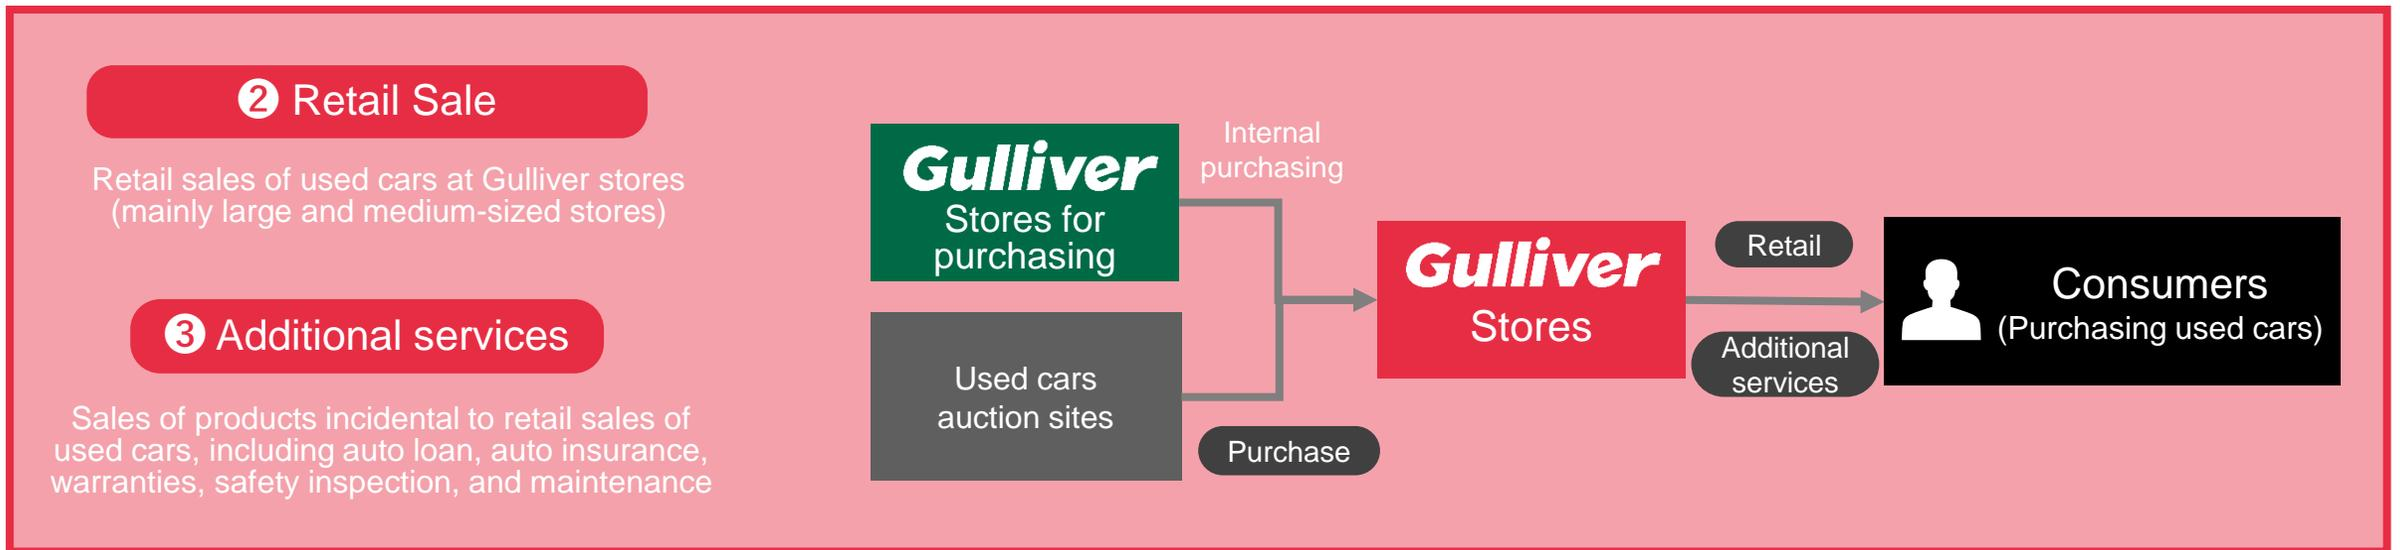 ❷ Retail Sale
Retail sales of used cars at Gulliver stores
(mainly large and medium-sized stores)
❸ Additional services
Sales of products incidental to retail sales of
used cars, including auto loan, auto insurance,
warranties, safety inspection, and maintenance
Gulliver
Stores for
purchasing
Internal
purchasing
Used cars
auction sites
Purchase
Gulliver
Stores
Retail
Additional
services
Consumers
(Purchasing used cars)